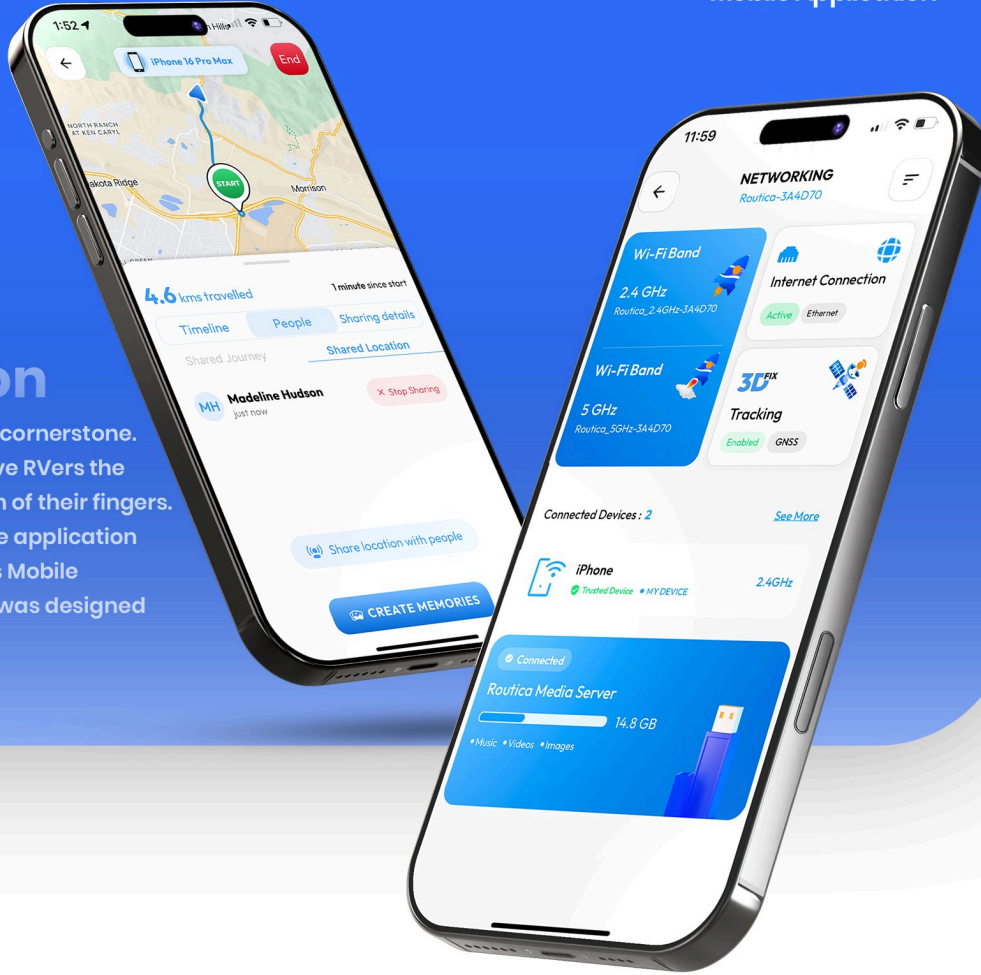 Mobile Application
1:52
Hills
iPhone 16 Pro Max
End
NORTH RANCH
AT KEN CARYL
akota Ridge
START
Morrison
4.6 kms travelled
1 minute since start
Timeline
People
Sharing details
Shared Journey
Shared Location
MH
Madeline Hudson
just now
× Stop Sharing
Share location with people
CREATE MEMORIES
on
cornerstone.
ve RVers the
of their fingers.
e application
s Mobile
was designed
11:59
NETWORKING
Routica-3A4D70
Wi-Fi Band
2.4 GHz
Routica_2.4GHz-3A4D70
Wi-Fi Band
5 GHz
Routica_5GHz-3A4D70
Internet Connection
Active
Ethernet
3D FIX
Tracking
Enabled
GNSS
Connected Devices : 2
See More
iPhone
Trusted Device • MY DEVICE
2.4GHz
Connected
Routica Media Server
14.8 GB
• Music • Videos • Images